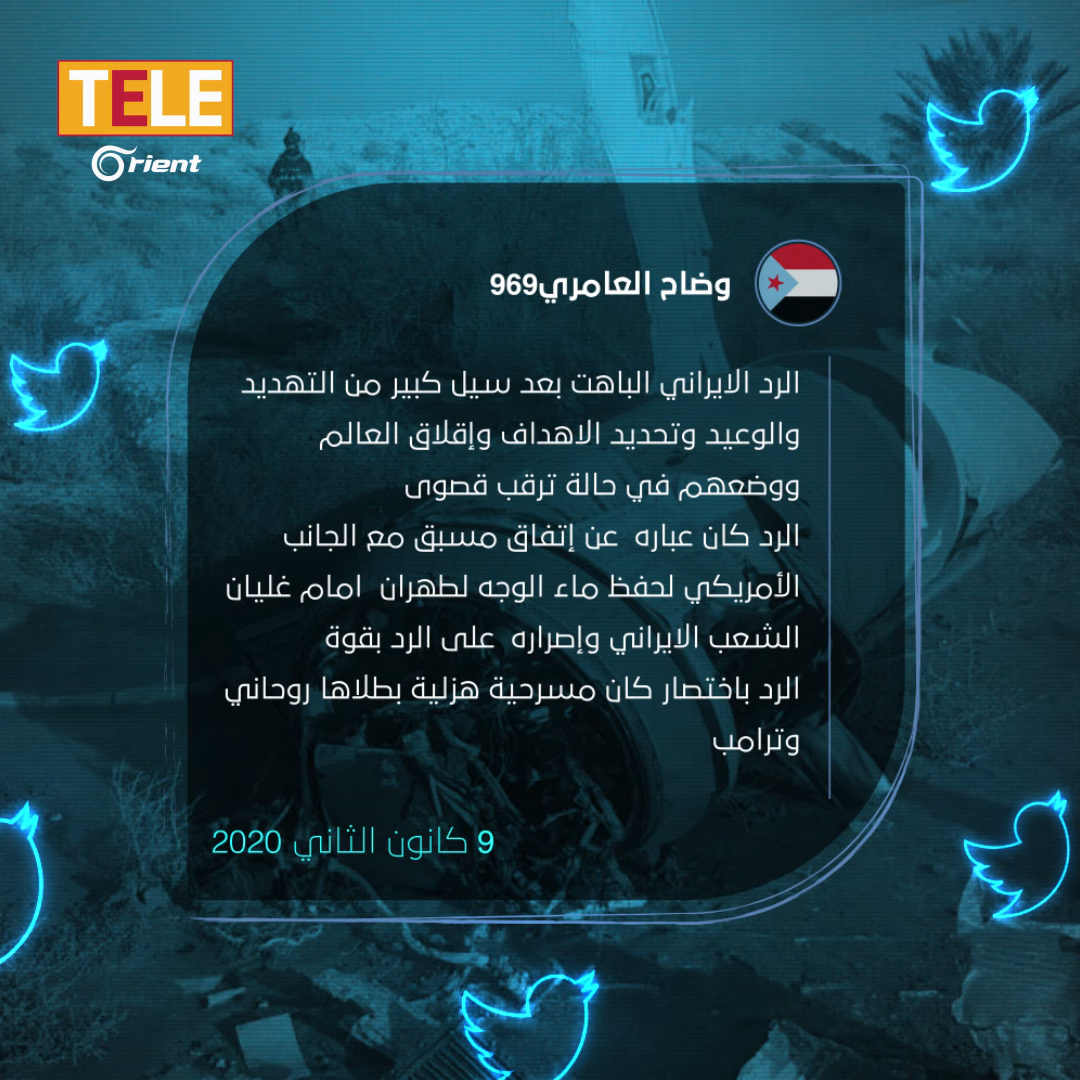 TELE
Orient
وضاح العامري969
الرد الايراني الباهت بعد سيل كبير من التهديد
والوعيد وتحديد الاهداف وإقلاق العالم
ووضعهم في حالة ترقب قصوى
الرد كان عباره  عن إتفاق مسبق مع الجانب
الأمريكي لحفظ ماء الوجه لطهران  امام غليان
الشعب الايراني وإصراره  على الرد بقوة
الرد باختصار كان مسرحية هزلية بطلاها روحاني
وترامب
9 كانون الثاني 2020